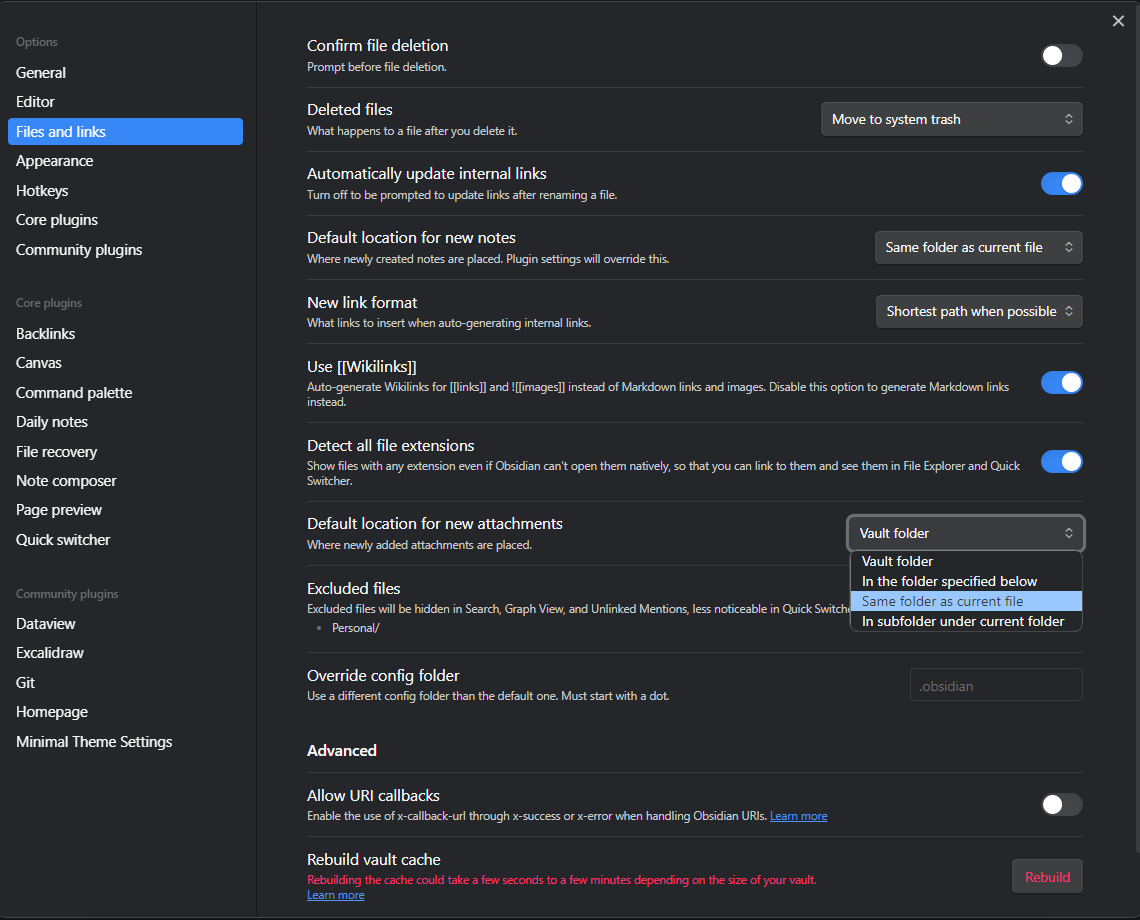 Options
General
Editor
Files and links
Appearance
Hotkeys
Core plugins
Community plugins
Core plugins
Backlinks
Canvas
Command palette
Daily notes
File recovery
Note composer
Page preview
Quick switcher
Community plugins
Dataview
Excalidraw
Git
Homepage
Minimal Theme Settings
Confirm file deletion
Prompt before file deletion.
Deleted files
What happens to a file after you delete it.
Move to system trash
Automatically update internal links
Turn off to be prompted to update links after renaming a file.
Default location for new notes
Where newly created notes are placed. Plugin settings will override this.
Same folder as current file
New link format
What links to insert when auto-generating internal links.
Shortest path when possible
Use [[Wikilinks]]
Auto-generate Wikilinks for [[links]] and ![[images]] instead of Markdown links and images. Disable this option to generate Markdown links
instead.
Detect all file extensions
Show files with any extension even if Obsidian can't open them natively, so that you can link to them and see them in File Explorer and Quick
Switcher.
Default location for new attachments
Where newly added attachments are placed.
Vault folder
Vault folder
In the folder specified below
Same folder as current file
In subfolder under current folder
Excluded files
Excluded files will be hidden in Search, Graph View, and Unlinked Mentions, less noticeable in Quick Switche
• Personal/
Override config folder
Use a different config folder than the default one. Must start with a dot.
.obsidian
Advanced
Allow URI callbacks
Enable the use of x-callback-url through x-success or x-error when handling Obsidian URIs. Learn more
Rebuild vault cache
Rebuilding the cache could take a few seconds to a few minutes depending on the size of your vault.
Learn more
Rebuild